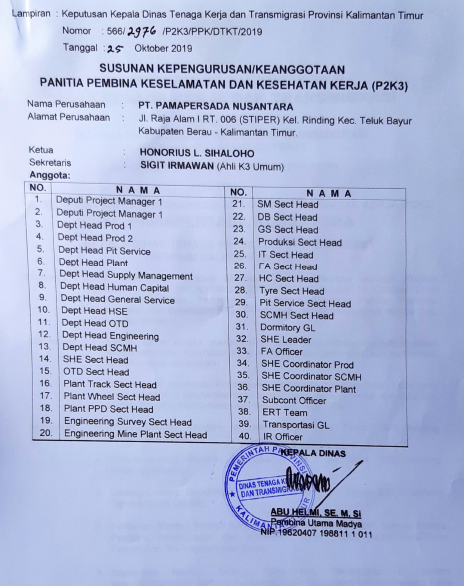 Lampiran : Keputusan Kepala Dinas Tenaga Kerja dan Transmigrasi Provinsi Kalimantan Timur
Nomor : 566/2976 /P2K3/PPK/DTKT/2019
Tanggal : 25 Oktober 2019
SUSUNAN KEPENGURUSAN/KEANGGOTAAN
PANITIA PEMBINA KESELAMATAN DAN KESEHATAN KERJA (P2K3)
Nama Perusahaan : PT. PAMAPERSADA NUSANTARA
Alamat Perusahaan : Jl. Raja Alam I RT. 006 (STIPER) Kel. Rinding Kec. Teluk Bayur
Kabupaten Berau - Kalimantan Timur.
Ketua : HONORIUS L. SIHALOHO
Sekretaris : SIGIT IRMAWAN (Ahli K3 Umum)
Anggota:
NO. N A M A
1. Deputi Project Manager 1
2. Deputi Project Manager 1
3. Dept Head Prod 1
4. Dept Head Prod 2
5. Dept Head Pit Service
6. Dept Head Plant
7. Dept Head Supply Management
8. Dept Head Human Capital
9. Dept Head General Service
10. Dept Head HSE
11. Dept Head OTD
12. Dept Head Engineering
13. Dept Head SCMH
14. SHE Sect Head
15. OTD Sect Head
16. Plant Track Sect Head
17. Plant Wheel Sect Head
18. Plant PPD Sect Head
19. Engineering Survey Sect Head
20. Engineering Mine Plant Sect Head
NO. N A M A
21. SM Sect Head
22. DB Sect Head
23. GS Sect Head
24. Produksi Sect Head
25. IT Sect Head
26. FA Sect Head
27. HC Sect Head
28. Tyre Sect Head
29. Pit Service Sect Head
30. SCMH Sect Head
31. Dormitory GL
32. SHE Leader
33. FA Officer
34. SHE Coordinator Prod
35. SHE Coordinator SCMH
36. SHE Coordinator Plant
37. Subcont Officer
38. ERT Team
39. Transportasi GL
40. IR Officer
KEPALA DINAS
PEMERINTAH PROVINSI
DINAS TENAGA
DAN TRANSMIGRASI
KALIMANTAN TIMUR
ABU HELMI, SE. M, Si
Pembina Utama Madya
NIP.19620407 198811 1 011